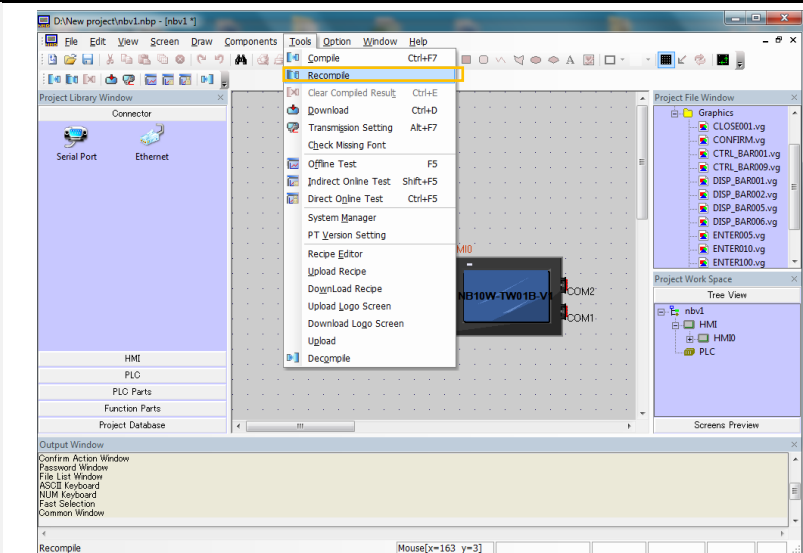 D:\New project\nbv1.nbp - [nbv1 *]
File Edit View Screen Draw Components Tools Option Window Help
Compile Ctrl+F7
Recompile
Clear Compiled Result Ctrl+E
Download Ctrl+D
Transmission Setting Alt+F7
Check Missing Font
Offline Test F5
Indirect Online Test Shift+F5
Direct Online Test Ctrl+F5
System Manager
PT Version Setting
Recipe Editor
Upload Recipe
DownLoad Recipe
Upload Logo Screen
Download Logo Screen
Upload
Decompile
Project Library Window
Connector
Serial Port Ethernet
HMI
PLC
PLC Parts
Function Parts
Project Database
MI0
NB10W-TW01B-V1
COM2
COM1
A
Project File Window
Graphics
CLOSE001.vg
CONFIRM.vg
CTRL_BAR001.vg
CTRL_BAR009.vg
DISP_BAR001.vg
DISP_BAR002.vg
DISP_BAR005.vg
DISP_BAR006.vg
ENTER005.vg
ENTER010.vg
ENTER100.vg
Project Work Space
Tree View
nbv1
HMI
HMI0
PLC
Screens Preview
Output Window
Confirm Action Window
Password Window
File List Window
ASCII Keyboard
NUM Keyboard
Fast Selection
Common Window
Recompile Mouse[x=163 y=3]